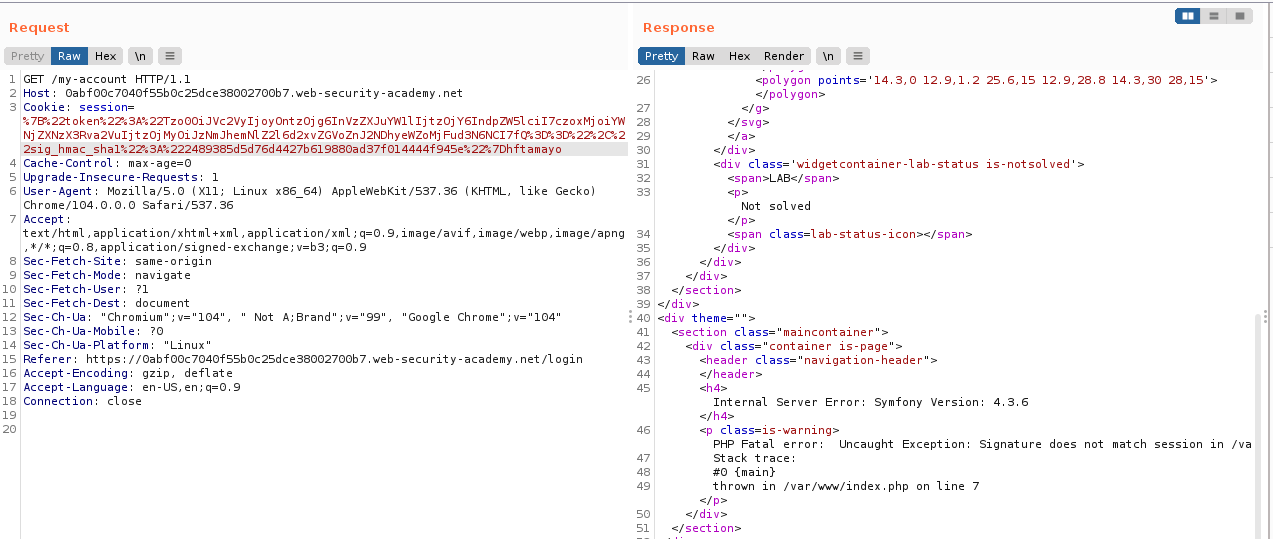 Request
Pretty Raw Hex \n
1 GET /my-account HTTP/1.1
2 Host: 0abf00c7040f55b0c25dce38002700b7.web-security-academy.net
3 Cookie: session=
%7B%22token%22%3A%22Tzo0OiJVc2VyIjoyOntzOjg6InVzZXJuYW1lIjtzOjY6IndpZW5lciI7czoxMjoiYW
NjZXNzX3Rva2VuIjtzOjMyOiJzNmJhemNlZ2l6d2xvZGVoZnJ2NDhyeWZoMjFud3N6NCI7fQ%3D%3D%22%2C%2
2sig_hmac_sha1%22%3A%222489385d5d76d4427b619880ad37f014444f945e%22%7Dhftamayo
4 Cache-Control: max-age=0
5 Upgrade-Insecure-Requests: 1
6 User-Agent: Mozilla/5.0 (X11; Linux x86_64) AppleWebKit/537.36 (KHTML, like Gecko)
Chrome/104.0.0.0 Safari/537.36
7 Accept:
text/html,application/xhtml+xml,application/xml;q=0.9,image/avif,image/webp,image/apng
,*/*;q=0.8,application/signed-exchange;v=b3;q=0.9
8 Sec-Fetch-Site: same-origin
9 Sec-Fetch-Mode: navigate
10 Sec-Fetch-User: ?1
11 Sec-Fetch-Dest: document
12 Sec-Ch-Ua: "Chromium";v="104", " Not A;Brand";v="99", "Google Chrome";v="104"
13 Sec-Ch-Ua-Mobile: ?0
14 Sec-Ch-Ua-Platform: "Linux"
15 Referer: https://0abf00c7040f55b0c25dce38002700b7.web-security-academy.net/login
16 Accept-Encoding: gzip, deflate
17 Accept-Language: en-US,en;q=0.9
18 Connection: close
19
20
Response
Pretty Raw Hex Render \n
26 <polygon points='14.3,0 12.9,1.2 25.6,15 12.9,28.8 14.3,30 28,15'>
</polygon>
27 </g>
28 </svg>
29 </a>
30 </div>
31 <div class='widgetcontainer-lab-status is-notsolved'>
32 <span>LAB</span>
33 <p>
Not solved
</p>
34 <span class=lab-status-icon></span>
35 </div>
36 </div>
37 </div>
38 </section>
39 </div>
40 <div theme="">
41 <section class="maincontainer">
42 <div class="container is-page">
43 <header class="navigation-header">
44 </header>
45 <h4>
Internal Server Error: Symfony Version: 4.3.6
</h4>
46 <p class=is-warning>
PHP Fatal error:  Uncaught Exception: Signature does not match session in /va
47 Stack trace:
48 #0 {main}
49 thrown in /var/www/index.php on line 7
</p>
50 </div>
51 </section>